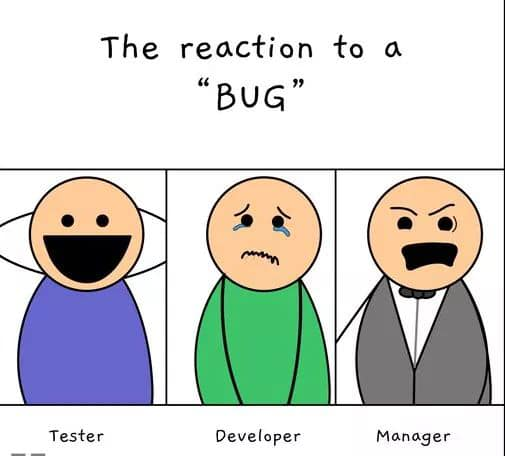 The reaction to a
“BUG”
Tester
Developer
Manager